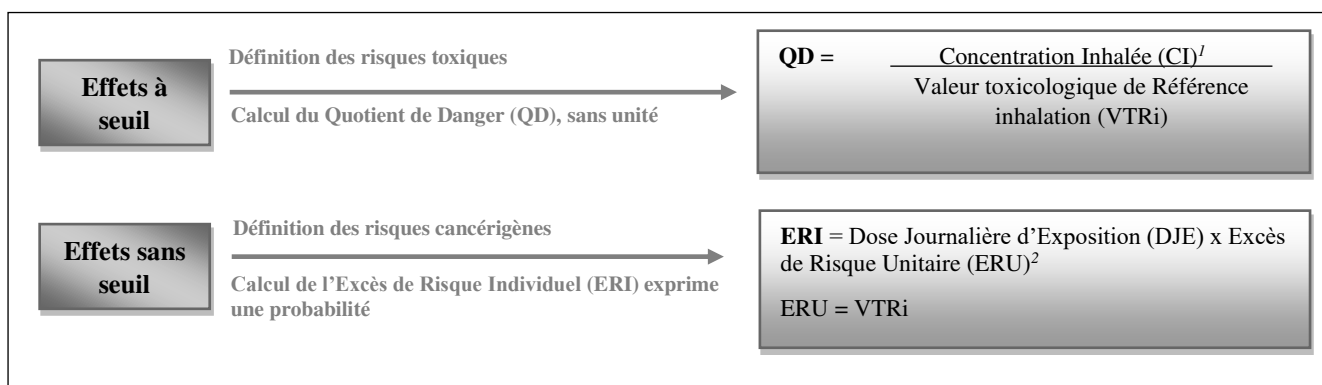 Effets à
seuil
Définition des risques toxiques
Calcul du Quotient de Danger (QD), sans unité
QD = Concentration Inhalée (CI)1
Valeur toxicologique de Référence
inhalation (VTRi)
Effets sans
seuil
Définition des risques cancérigènes
Calcul de l’Excès de Risque Individuel (ERI) exprime
une probabilité
ERI = Dose Journalière d’Exposition (DJE) x Excès
de Risque Unitaire (ERU)2
ERU = VTRi